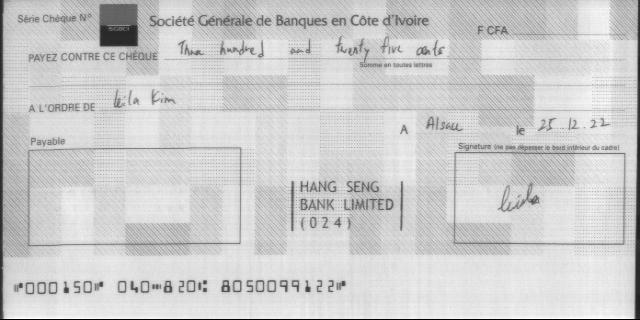 Série Chèque N° SGBCI Société Générale de Banques en Côte d'Ivoire F CFA
PAYEZ CONTRE CE CHÈQUE Three hundred and twenty five cents
Somme en toutes lettres
A L'ORDRE DE Leila Kim
A Alsace le 25.12.22
Payable Signature (ne pas dépasser le bord intérieur du cadre)
HANG SENG
BANK LIMITED
(024)
Leila
⑈000150⑈ 040⑉820⑆ 8050099122⑈